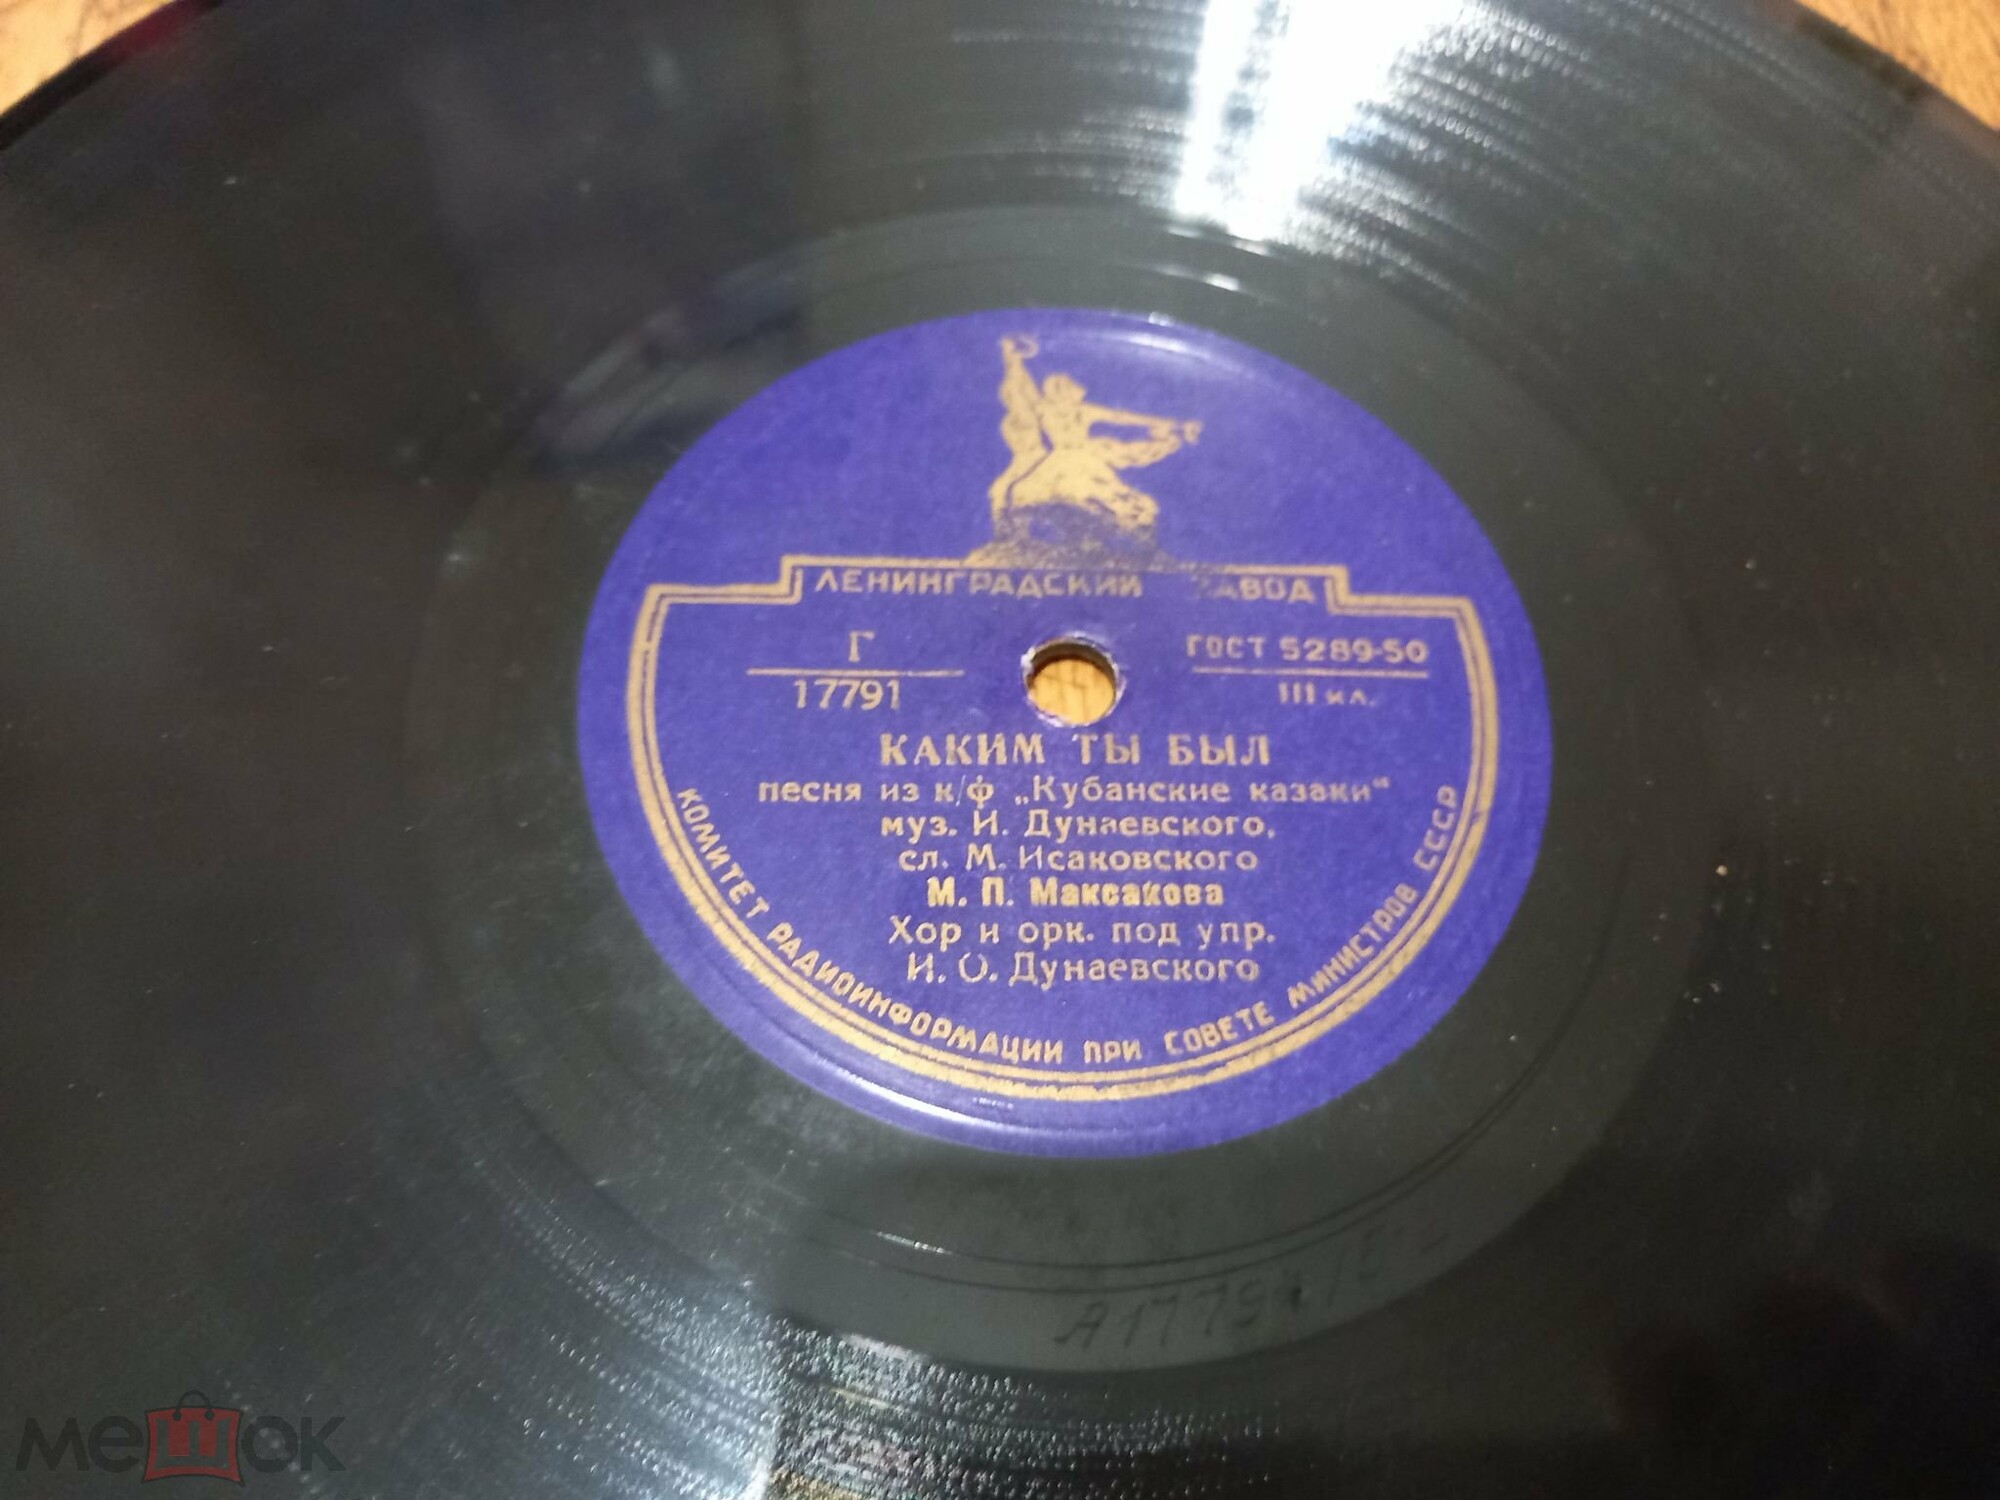 ЛЕНИНГРАДСКИЙ ЗАВОД
Г
17791
ГОСТ 5289-50
III кл.
КАКИМ ТЫ БЫЛ
песня из к/ф „Кубанские казаки“
муз. И. Дунаевского,
сл. М. Исаковского
М. П. Максакова
Хор и орк. под упр.
И. О. Дунаевского
КОМИТЕТ РАДИОИНФОРМАЦИИ ПРИ СОВЕТЕ МИНИСТРОВ СССР
мешок